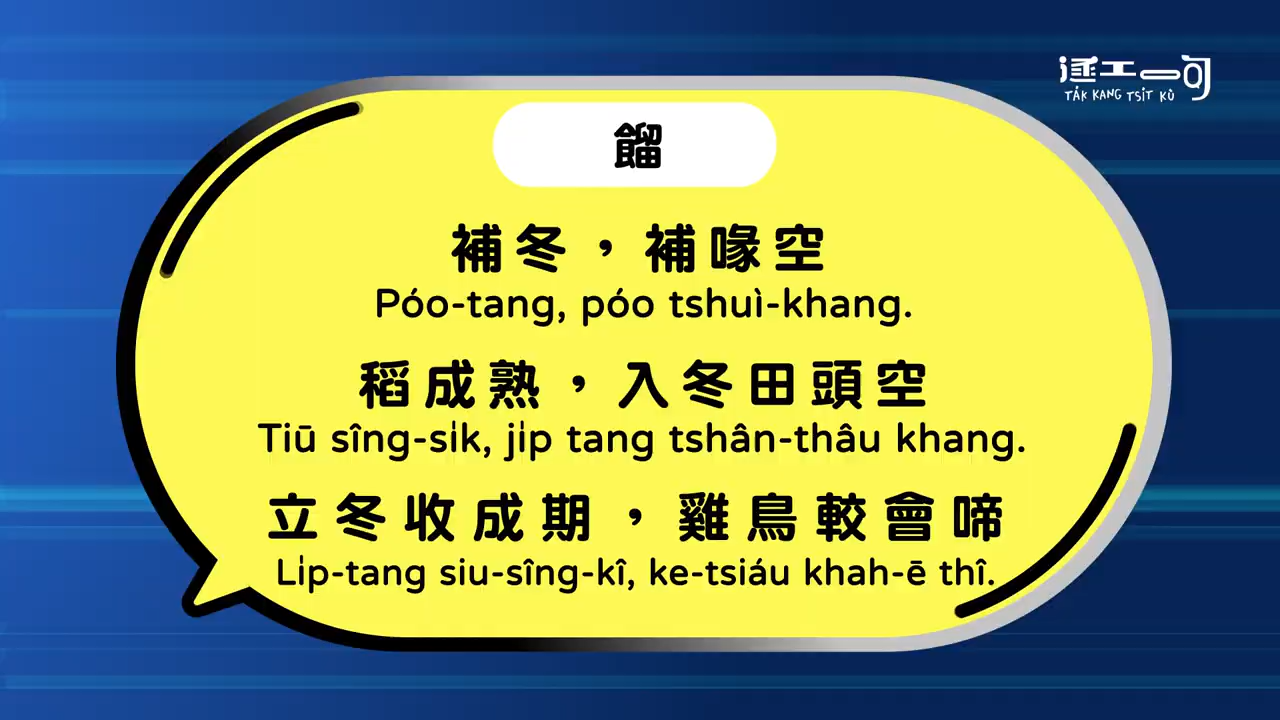 逐工一句
TA̍K KANG TSI̍T KÙ
餾
補冬，補喙空
Póo-tang, póo tshuì-khang.
稻成熟，入冬田頭空
Tiū sîng-si̍k, ji̍p tang tshân-thâu khang.
立冬收成期，雞鳥較會啼
Li̍p-tang siu-sîng-kî, ke-tsiáu khah-ē thî.